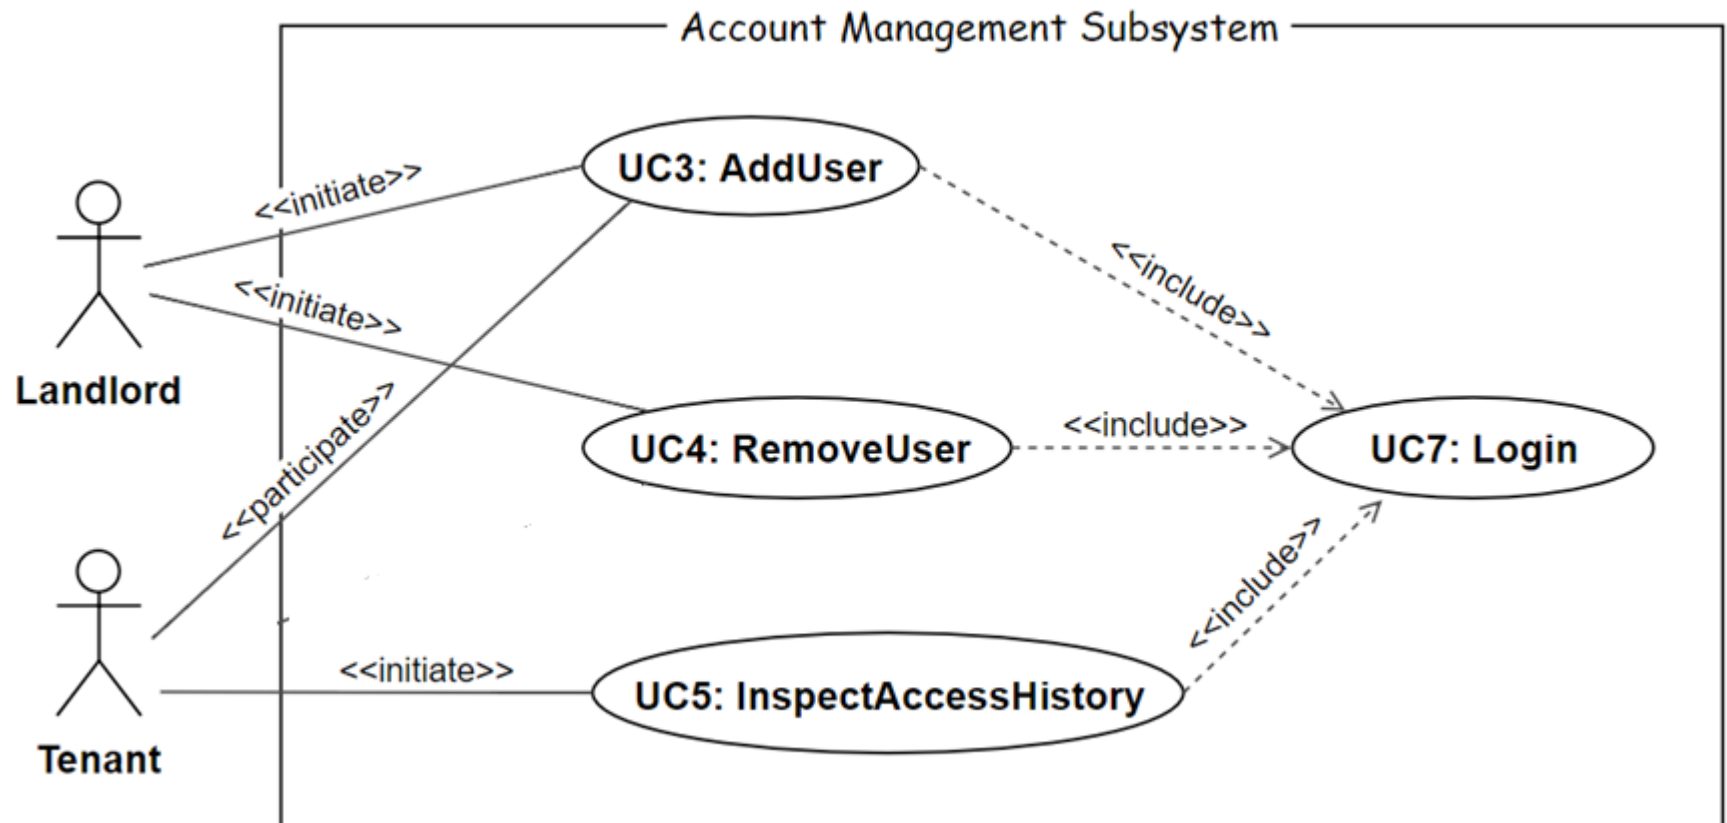 Account Management Subsystem
<<initiate>>
UC3: AddUser
<<include>>
<<initiate>>
Landlord
<<participate>>
UC4: RemoveUser
<<include>>
UC7: Login
<<include>>
<<initiate>>
UC5: InspectAccessHistory
Tenant